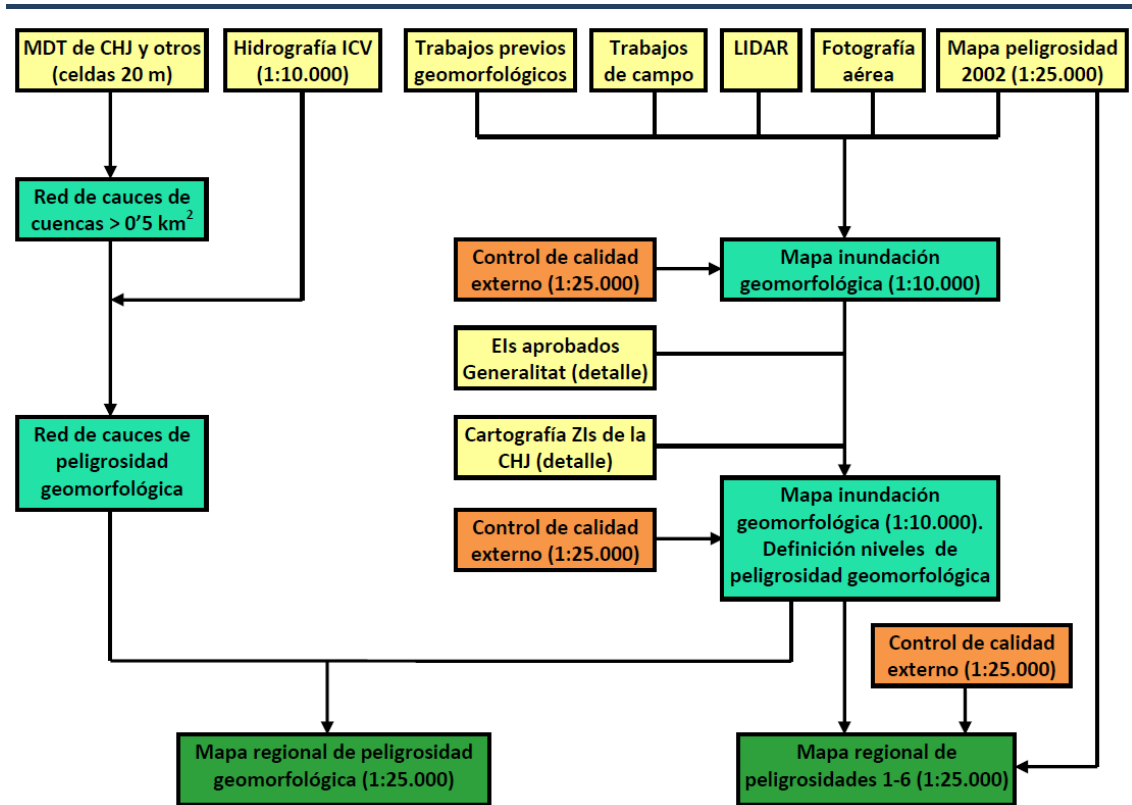 MDT de CHJ y otros
(celdas 20 m)
Hidrografía ICV
(1:10.000)
Trabajos previos
geomorfológicos
Trabajos
de campo
LIDAR
Fotografía
aérea
Mapa peligrosidad
2002 (1:25.000)
Red de cauces de
cuencas > 0'5 km²
Control de calidad
externo (1:25.000)
Mapa inundación
geomorfológica (1:10.000)
EIs aprobados
Generalitat (detalle)
Red de cauces de
peligrosidad
geomorfológica
Cartografía ZIs de la
CHJ (detalle)
Control de calidad
externo (1:25.000)
Mapa inundación
geomorfológica (1:10.000).
Definición niveles de
peligrosidad geomorfológica
Control de calidad
externo (1:25.000)
Mapa regional de peligrosidad
geomorfológica (1:25.000)
Mapa regional de
peligrosidades 1-6 (1:25.000)